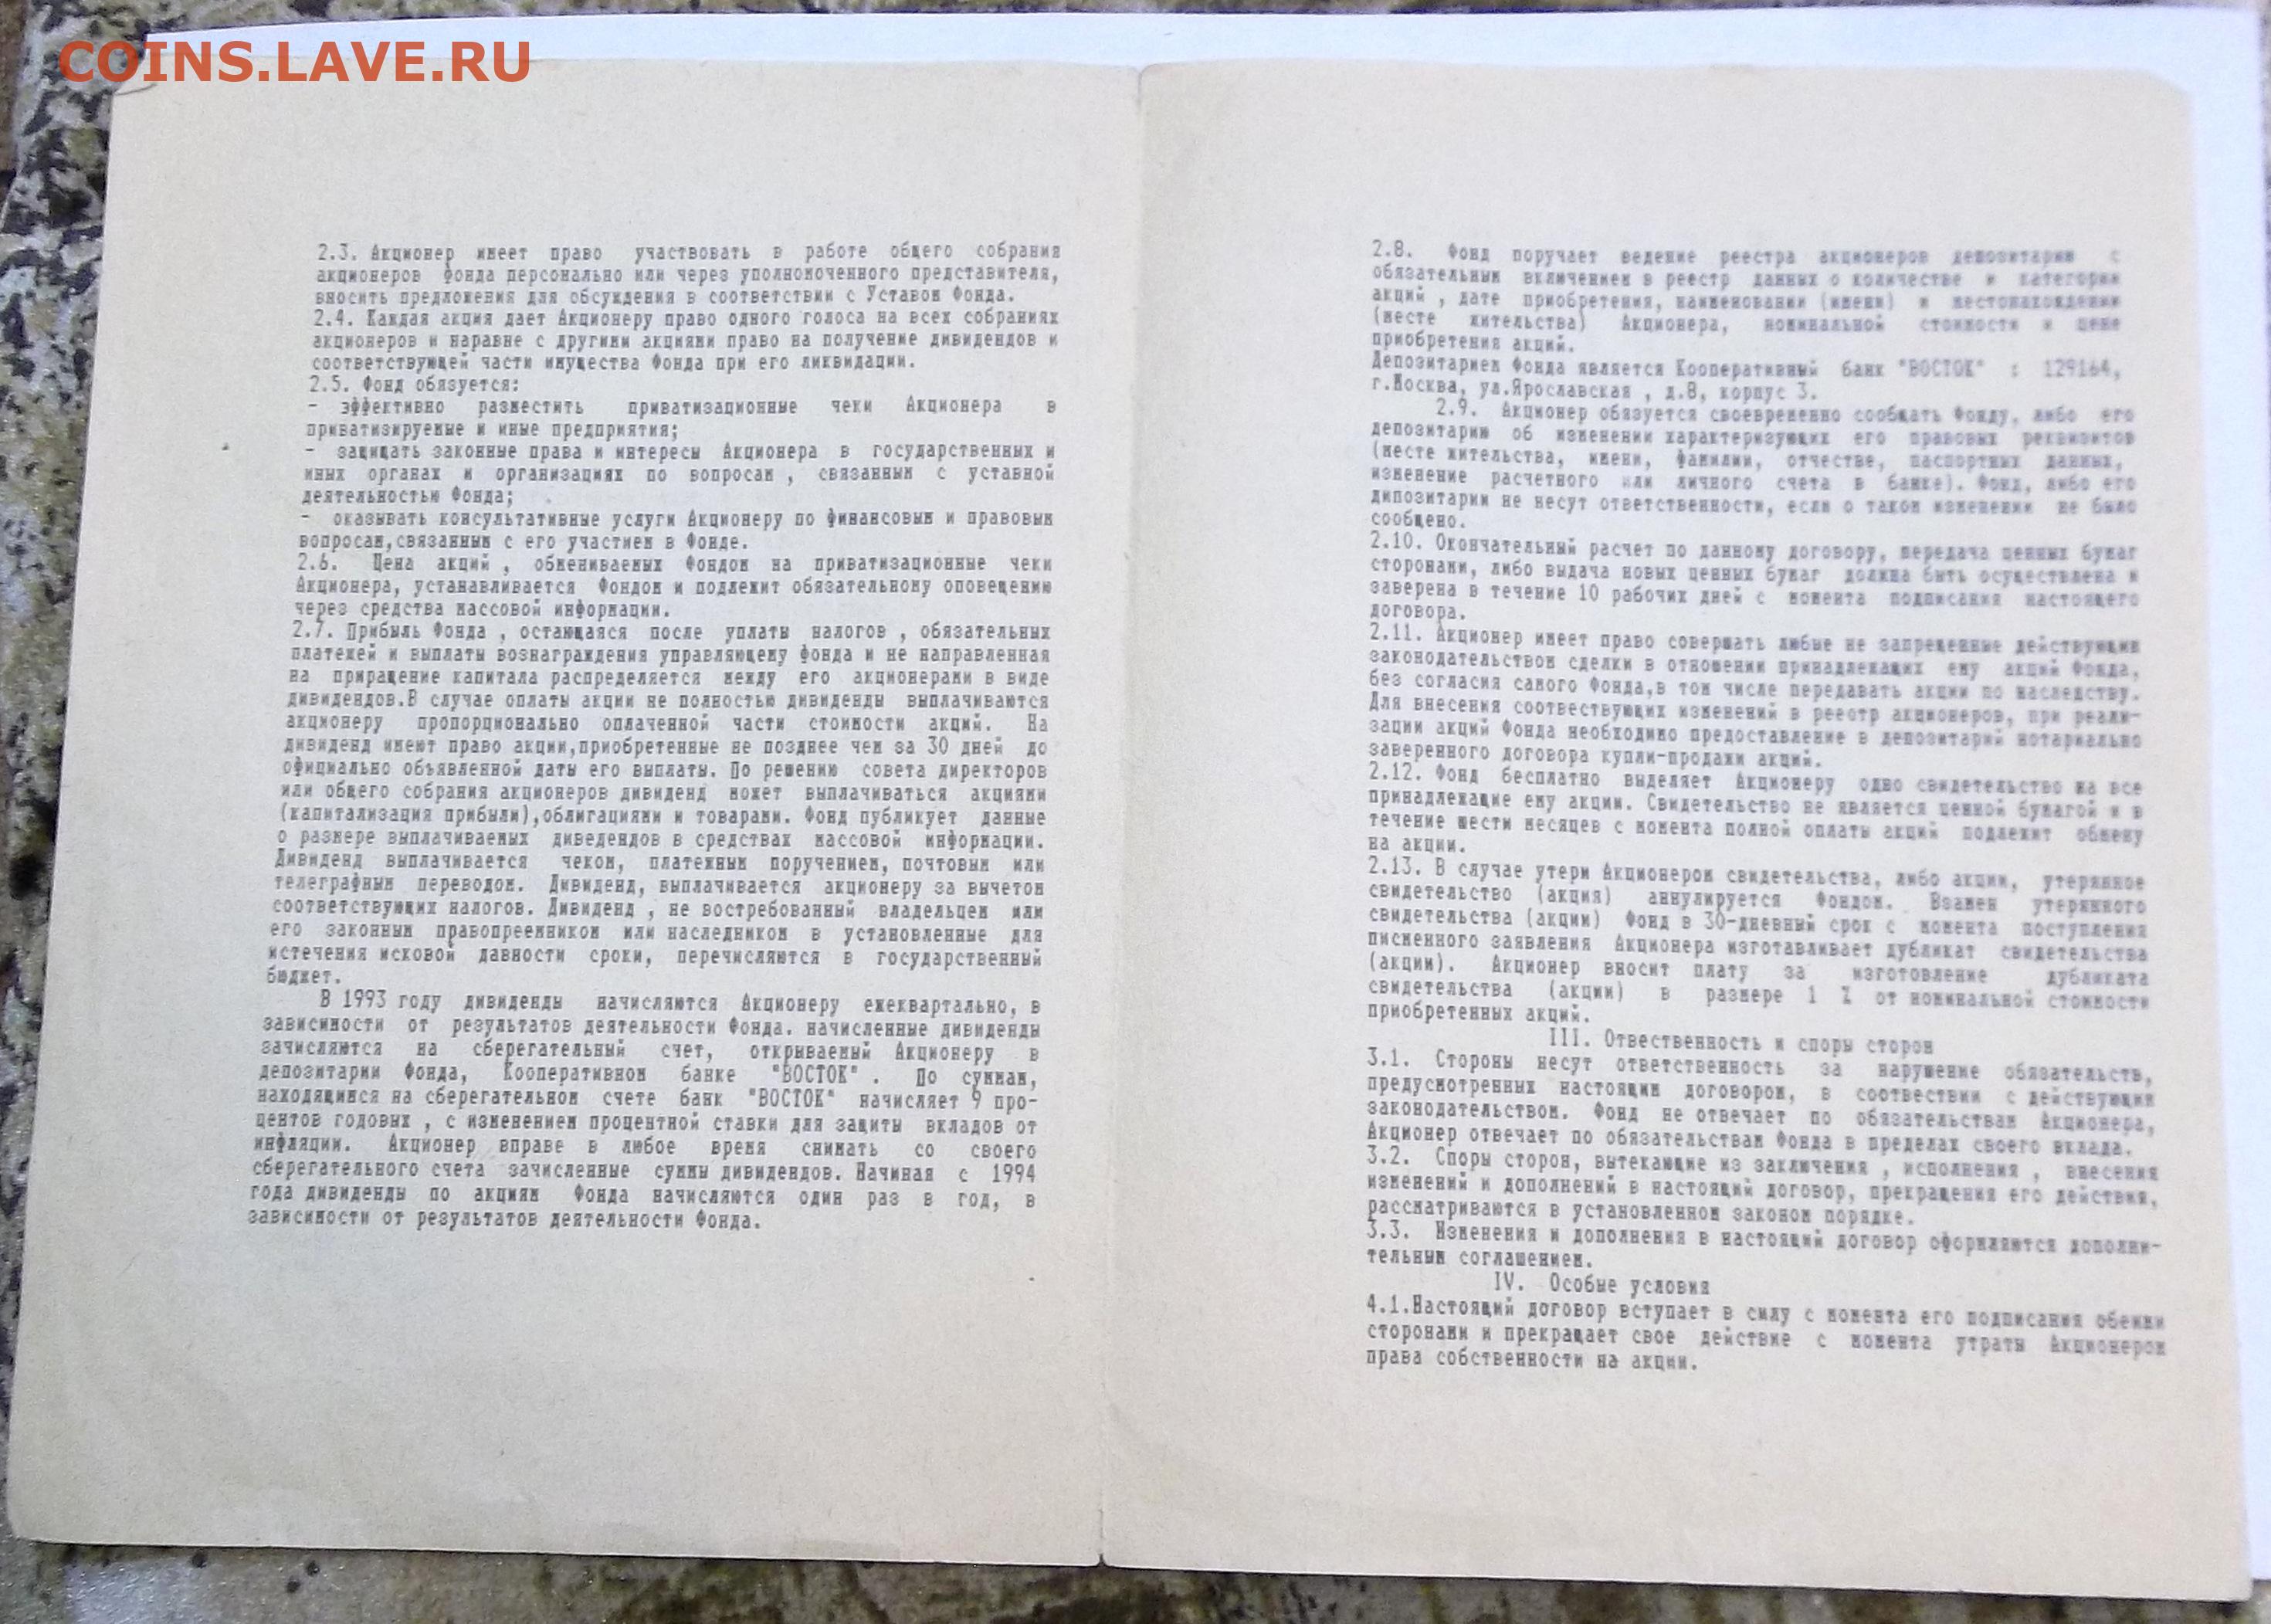 COINS.LAVE.RU
2.3. Акционер имеет право участвовать в работе общего собрания
акционеров фонда персонально или через уполномоченного представителя,
вносить предложения для обсуждения в соответствии с Уставом Фонда.
2.4. Каждая акция дает Акционеру право одного голоса на всех собраниях
акционеров и наравне с другими акциями право на получение дивидендов и
соответствующей части имущества Фонда при его ликвидации.
2.5. Фонд обязуется:
- эффективно разместить приватизационные чеки Акционера в
приватизируемые и иные предприятия;
- защищать законные права и интересы Акционера в государственных и
иных органах и организациях по вопросам , связанным с уставной
деятельностью Фонда;
- оказывать консультативные услуги Акционеру по финансовым и правовым
вопросам,связанным с его участием в Фонде.
2.6. Цена акций , обмениваемых Фондом на приватизационные чеки
Акционера, устанавливается Фондом и подлежит обязательному оповещению
через средства массовой информации.
2.7. Прибыль Фонда , остающаяся после уплаты налогов , обязательных
платежей и выплаты вознаграждения управляющему фонда и не направленная
на приращение капитала распределяется между его акционерами в виде
дивидендов.В случае оплаты акции не полностью дивиденды выплачиваются
акционеру пропорционально оплаченной части стоимости акций. На
дивиденд имеют право акции,приобретенные не позднее чем за 30 дней до
официально объявленной даты его выплаты. По решению совета директоров
или общего собрания акционеров дивиденд может выплачиваться акциями
(капитализация прибыли),облигациями и товарами. Фонд публикует данные
о размере выплачиваемых диведендов в средствах массовой информации.
Дивиденд выплачивается чеком, платежным поручением, почтовым или
телеграфным переводом. Дивиденд, выплачивается акционеру за вычетом
соответствующих налогов. Дивиденд , не востребованный владельцем или
его законным правопреемником или наследником в установленные для
истечения исковой давности сроки, перечисляются в государственный
бюджет.
В 1993 году дивиденды начисляются Акционеру ежеквартально, в
зависимости от результатов деятельности Фонда. начисленные дивиденды
зачисляются на сберегательный счет, открываемый Акционеру в
депозитарии Фонда, Кооперативном банке "ВОСТОК" . По суммам,
находящимся на сберегательном счете банк "ВОСТОК" начисляет 9 про-
центов годовых , с изменением процентной ставки для защиты вкладов от
инфляции. Акционер вправе в любое время снимать со своего
сберегательного счета зачисленные суммы дивидендов. Начиная с 1994
года дивиденды по акциям Фонда начисляются один раз в год, в
зависимости от результатов деятельности Фонда.
2.8. Фонд поручает ведение реестра акционеров депозитарию с
обязательным включением в реестр данных о количестве и категории
акций , дате приобретения, наименовании (имени) и местонахождении
(месте жительства) Акционера, номинальной стоимости и цене
приобретения акций.
Депозитарием Фонда является Кооперативный банк "ВОСТОК" : 129164,
г.Москва, ул.Ярославская , д.8, корпус 3.
2.9. Акционер обязуется своевременно сообщать Фонду, либо его
депозитарию об изменении характеризующих его правовых реквизитов
(месте жительства, имени, фамилии, отчестве, паспортных данных,
изменение расчетного или личного счета в банке). Фонд, либо его
дипозитарии не несут ответственности, если о таком изменении не было
сообщено.
2.10. Окончательный расчет по данному договору, передача ценных бумаг
сторонами, либо выдача новых ценных бумаг должна быть осуществлена и
заверена в течение 10 рабочих дней с момента подписания настоящего
договора.
2.11. Акционер имеет право совершать любые не запрещенные действующим
законодательством сделки в отношении принадлежащих ему акций Фонда,
без согласия самого Фонда,в том числе передавать акции по наследству.
Для внесения соотвествующих изменений в реестр акционеров, при реали-
зации акций Фонда необходимо предоставление в депозитарий нотариально
заверенного договора купли-продажи акций.
2.12. Фонд бесплатно выделяет Акционеру одно свидетельство на все
принадлежащие ему акции. Свидетельство не является ценной бумагой и в
течение шести месяцев с момента полной оплаты акций подлежит обмену
на акции.
2.13. В случае утери Акционером свидетельства, либо акции, утерянное
свидетельство (акция) аннулируется Фондом. Взамен утерянного
свидетельства (акции) Фонд в 30-дневный срок с момента поступления
писменного заявления Акционера изготавливает дубликат свидетельства
(акции). Акционер вносит плату за изготовление дубликата
свидетельства (акции) в размере 1 % от номинальной стоимости
приобретенных акций.
III. Отвественность и споры сторон
3.1. Стороны несут ответственность за нарушение обязательств,
предусмотренных настоящим договором, в соотвествии с действующим
законодательством. Фонд не отвечает по обязательствам Акционера,
Акционер отвечает по обязательствам Фонда в пределах своего вклада.
3.2. Споры сторон, вытекающие из заключения , исполнения , внесения
изменений и дополнений в настоящий договор, прекращения его действия,
рассматриваются в установленном законом порядке.
3.3. Изменения и дополнения в настоящий договор оформляются дополни-
тельным соглашением.
IV. Особые условия
4.1.Настоящий договор вступает в силу с момента его подписания обеими
сторонами и прекращает свое действие с момента утраты Акционером
права собственности на акции.